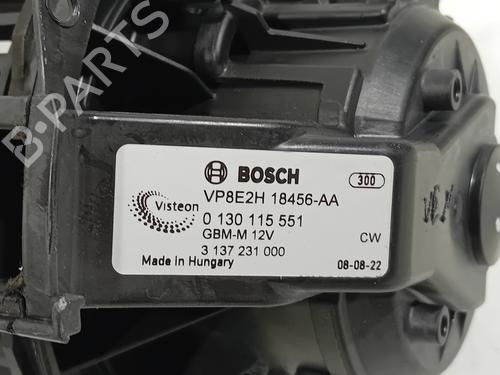 B-PARTS
BOSCH
300
Visteon
VP8E2H 18456-AA
0 130 115 551
GBM-M 12V
CW
3 137 231 000
Made in Hungary
08-08-22